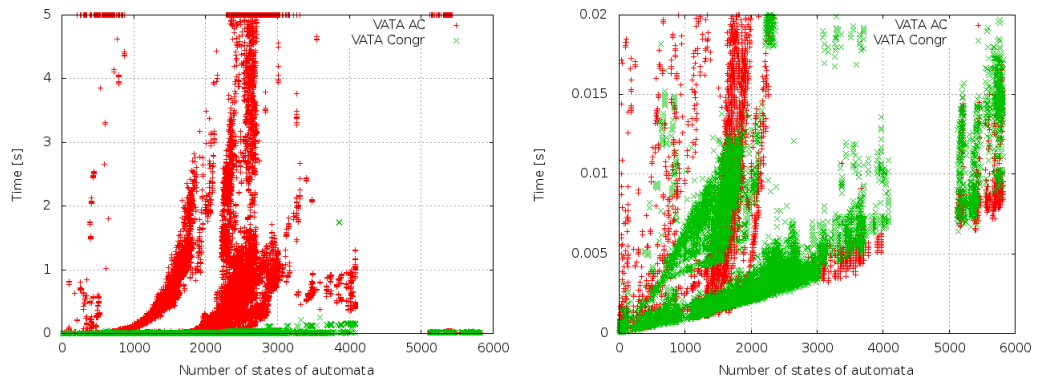 5
4
3
2
1
0
Time [s]
VATA AC
VATA Congr
0 1000 2000 3000 4000 5000 6000
Number of states of automata
0.02
0.015
0.01
0.005
0
Time [s]
VATA AC
VATA Congr
0 1000 2000 3000 4000 5000 6000
Number of states of automata